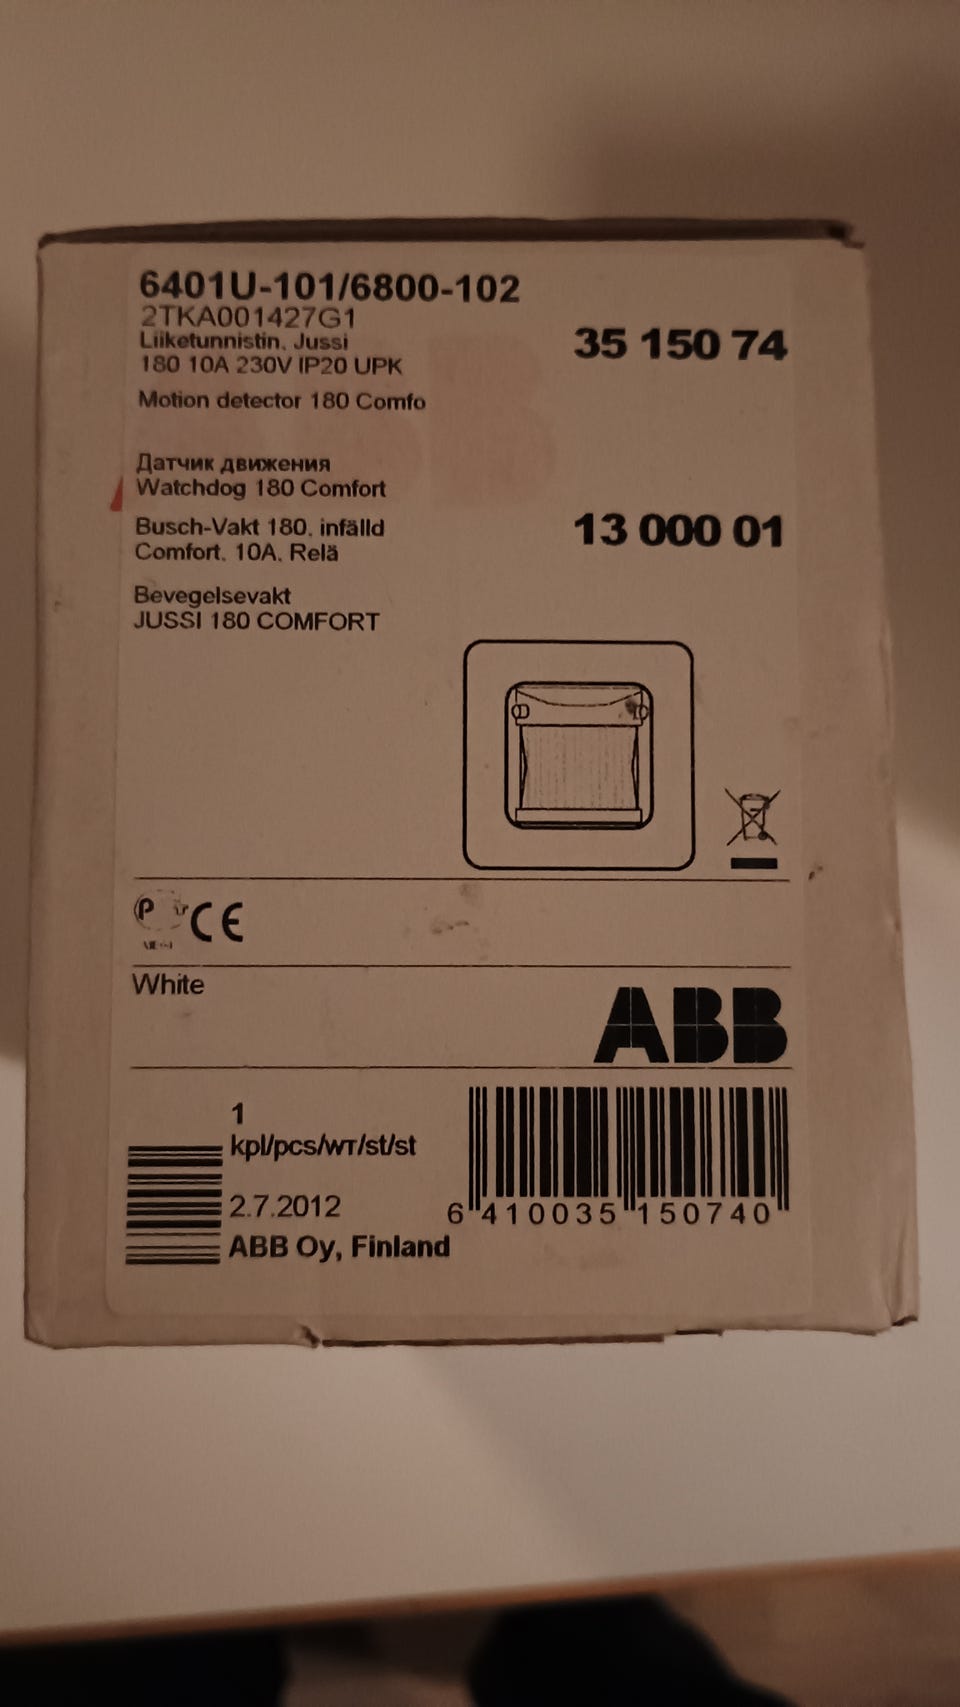 6401U-101/6800-102
2TKA001427G1
Liiketunnistin, Jussi
180 10A 230V IP20 UPK
35 150 74
Motion detector 180 Comfo
Датчик движения
Watchdog 180 Comfort
Busch-Vakt 180, infälld
Comfort, 10A, Relä
13 000 01
Bevegelsevakt
JUSSI 180 COMFORT
CE
White
ABB
1
kpl/pcs/шт/st/st
2.7.2012
ABB Oy, Finland
6 410035 150740